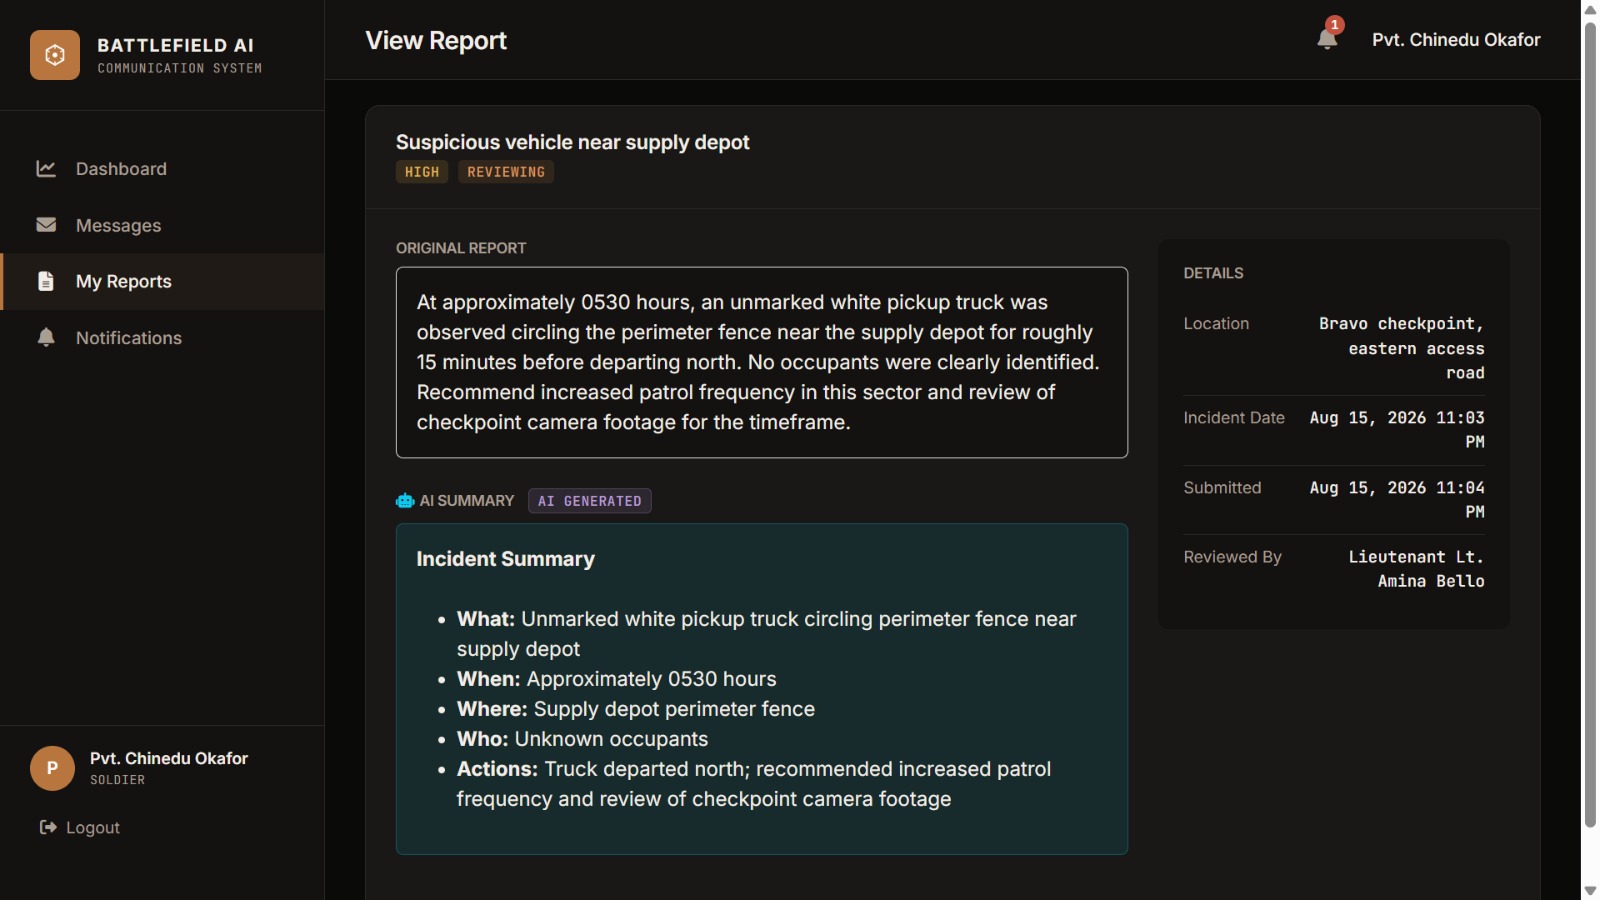 BATTLEFIELD AI
COMMUNICATION SYSTEM
Dashboard
Messages
My Reports
Notifications
P
Pvt. Chinedu Okafor
SOLDIER
Logout
View Report
1
Pvt. Chinedu Okafor
Suspicious vehicle near supply depot
HIGH REVIEWING
ORIGINAL REPORT
At approximately 0530 hours, an unmarked white pickup truck was
observed circling the perimeter fence near the supply depot for roughly
15 minutes before departing north. No occupants were clearly identified.
Recommend increased patrol frequency in this sector and review of
checkpoint camera footage for the timeframe.
AI SUMMARY AI GENERATED
Incident Summary
• What: Unmarked white pickup truck circling perimeter fence near
supply depot
• When: Approximately 0530 hours
• Where: Supply depot perimeter fence
• Who: Unknown occupants
• Actions: Truck departed north; recommended increased patrol
frequency and review of checkpoint camera footage
DETAILS
Location Bravo checkpoint,
eastern access
road
Incident Date Aug 15, 2026 11:03
PM
Submitted Aug 15, 2026 11:04
PM
Reviewed By Lieutenant Lt.
Amina Bello